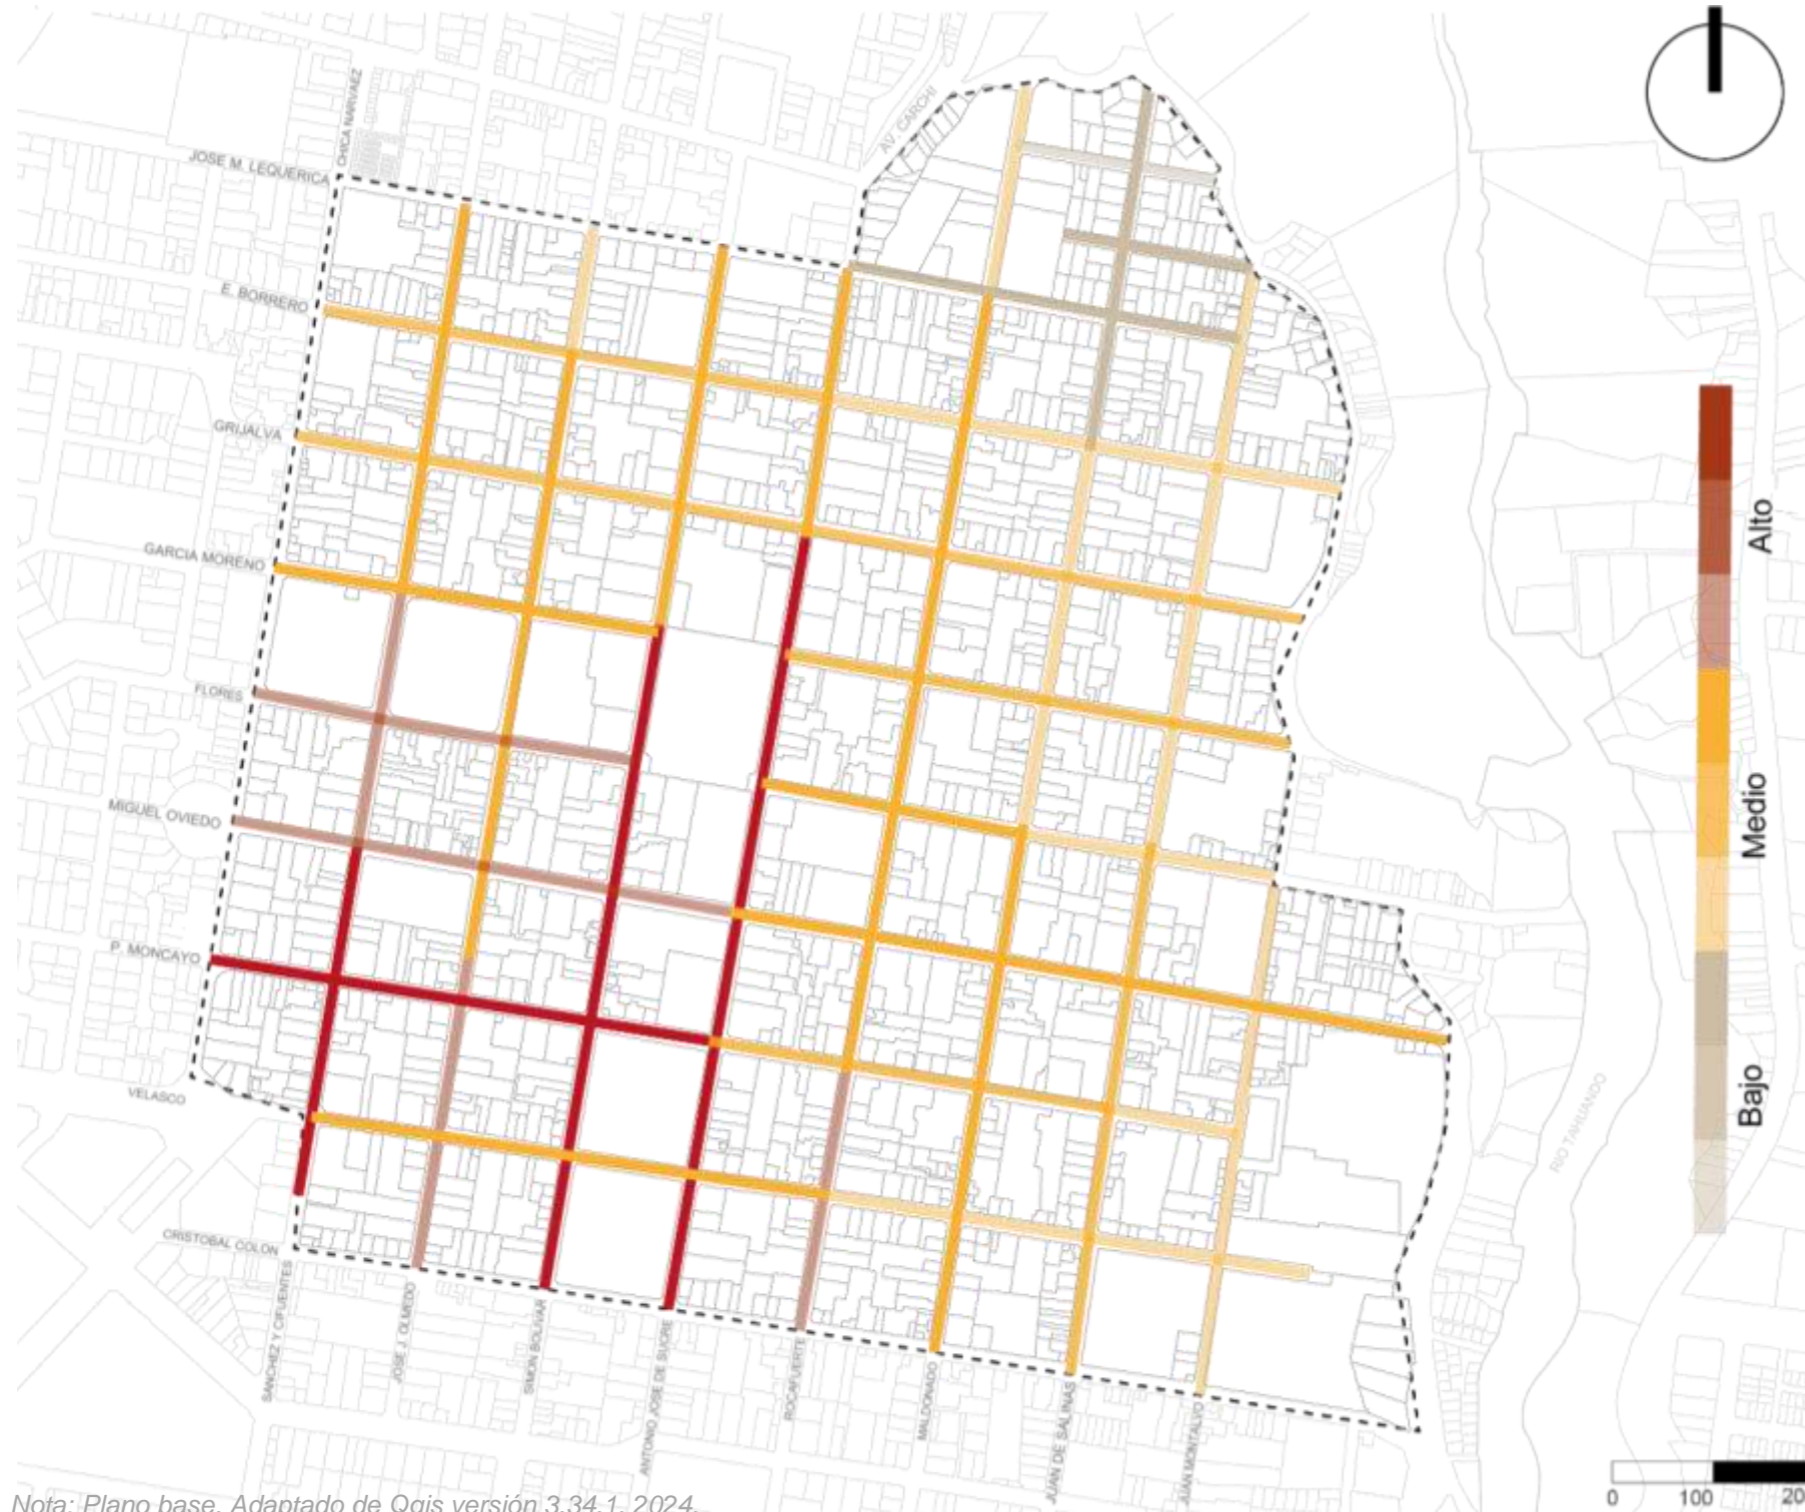 CHICA NARVAEZ
AV. CARCHI
JOSE M. LEQUERICA
E. BORRERO
GRIJALVA
GARCIA MORENO
FLORES
MIGUEL OVIEDO
P. MONCAYO
VELASCO
CRISTOBAL COLON
SANCHEZ Y CIFUENTES
JOSE J. OLMEDO
SIMON BOLIVAR
ANTONIO JOSE DE SUCRE
ROCAFUERTE
MALDONADO
JUAN DE SALINAS
JUAN MONTALVO
RIO TAHUANDO
Alto
Medio
Bajo
0 100 20
Nota: Plano base. Adaptado de Qgis versión 3.34.1, 2024.